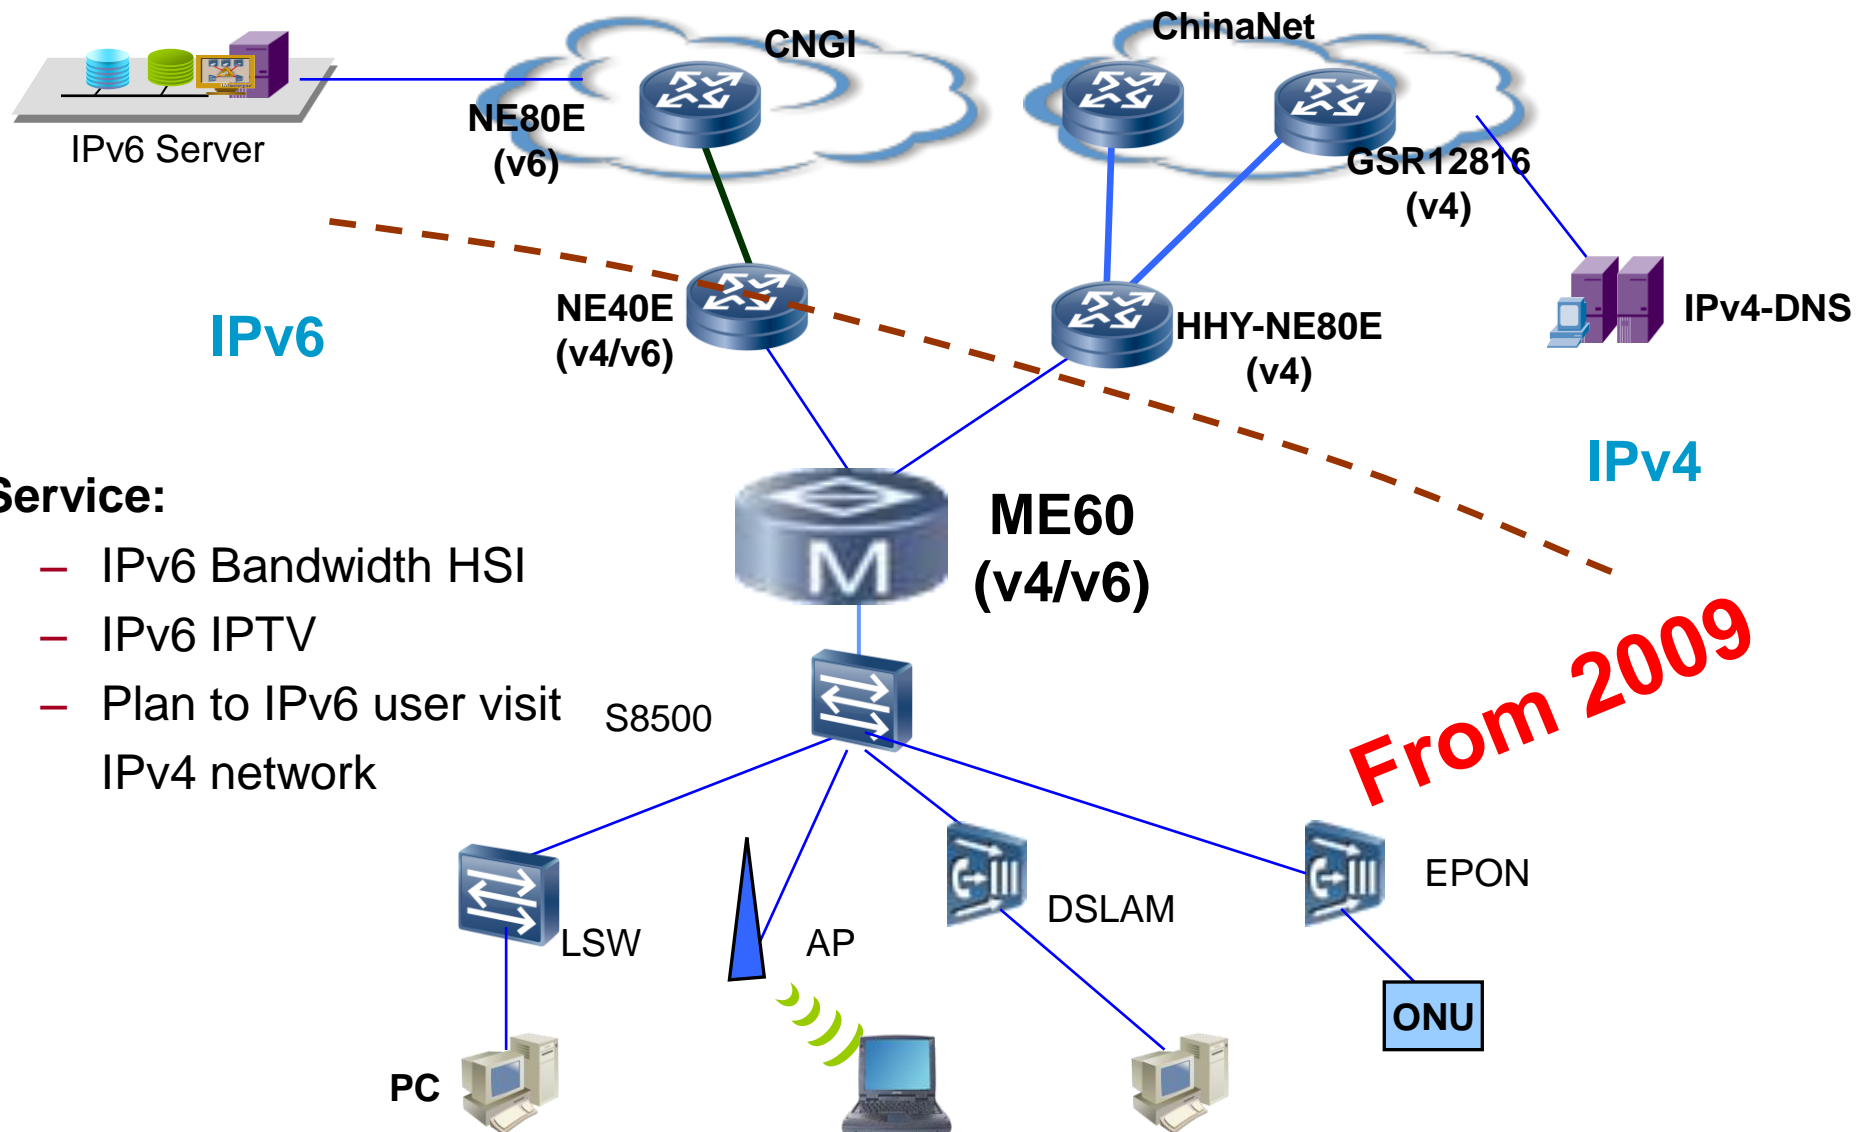 CNGI
ChinaNet
NE80E
(v6)
IPv6 Server
GSR12816
(v4)
NE40E
(v4/v6)
HHY-NE80E
(v4)
IPv4-DNS
IPv6
IPv4
Service:
– IPv6 Bandwidth HSI
– IPv6 IPTV
– Plan to IPv6 user visit
IPv4 network
ME60
(v4/v6)
M
From 2009
S8500
LSW
AP
DSLAM
EPON
ONU
PC